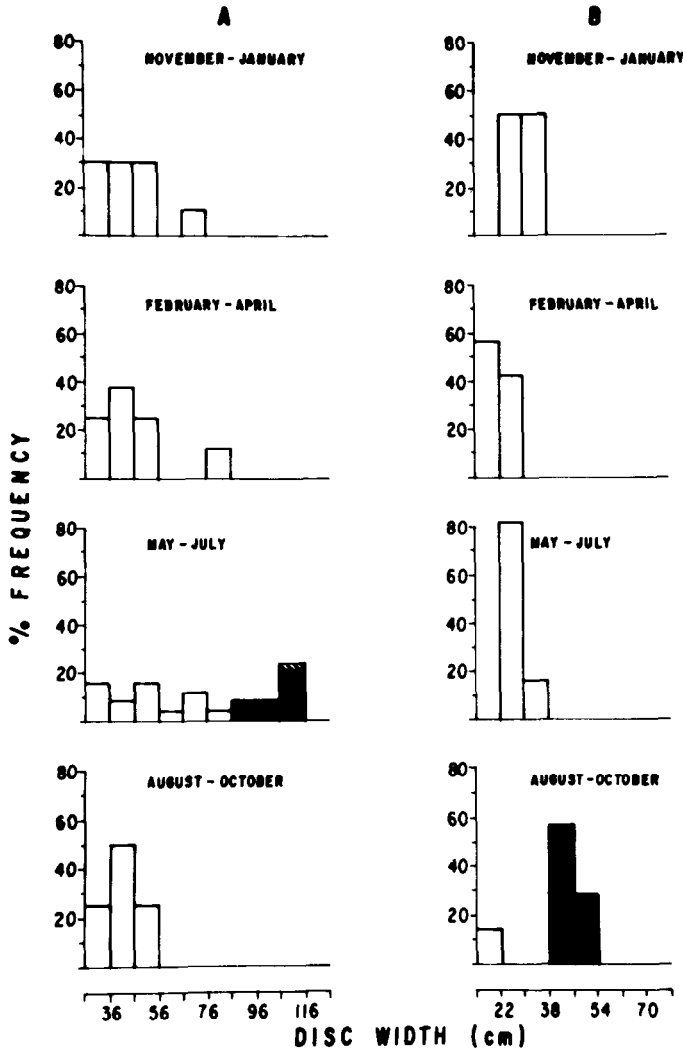 A
B
NOVEMBER - JANUARY
NOVEMBER - JANUARY
80
60
40
20
80
60
40
20
FEBRUARY - APRIL
FEBRUARY - APRIL
80
60
40
20
80
60
40
20
MAY - JULY
MAY - JULY
80
60
40
20
80
60
40
20
AUGUST - OCTOBER
AUGUST - OCTOBER
80
60
40
20
80
60
40
20
% FREQUENCY
36 56 76 96 116
22 38 54 70
DISC WIDTH (cm)